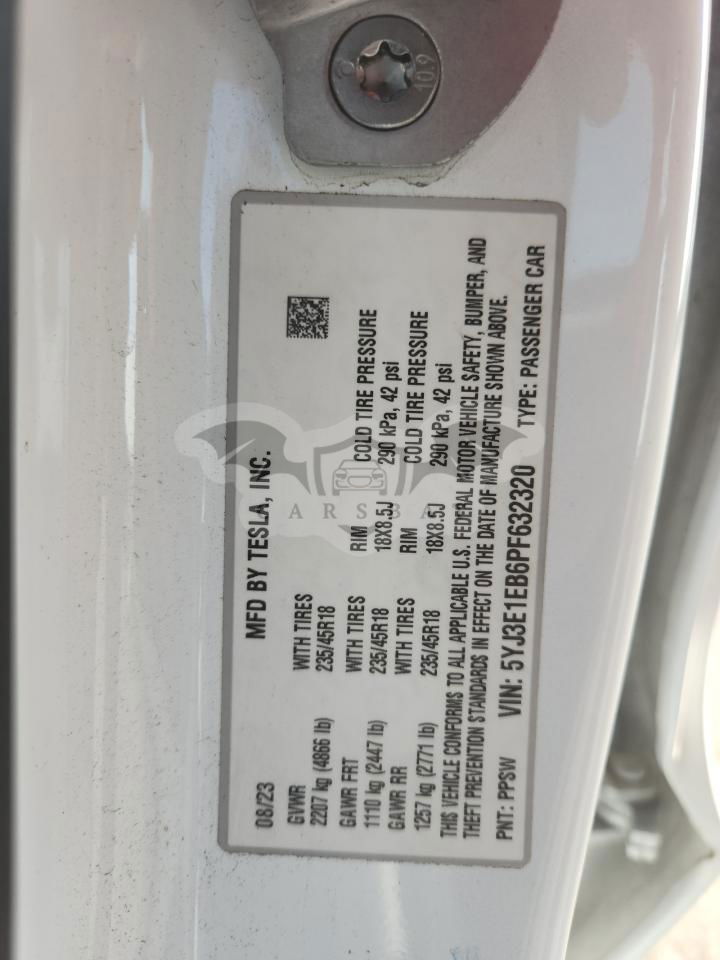 10.9
MFD BY TESLA, INC.
08/23
GVWR WITH TIRES
2207 kg (4866 lb) 235/45R18
GAWR FRT WITH TIRES RIM COLD TIRE PRESSURE
1110 kg (2447 lb) 235/45R18 18X8.5J 290 kPa, 42 psi
GAWR RR WITH TIRES RIM COLD TIRE PRESSURE
1257 kg (2771 lb) 235/45R18 18X8.5J 290 kPa, 42 psi
THIS VEHICLE CONFORMS TO ALL APPLICABLE U.S. FEDERAL MOTOR VEHICLE SAFETY, BUMPER, AND
THEFT PREVENTION STANDARDS IN EFFECT ON THE DATE OF MANUFACTURE SHOWN ABOVE.
PNT: PPSW VIN: 5YJ3E1EB6PF632320 TYPE: PASSENGER CAR